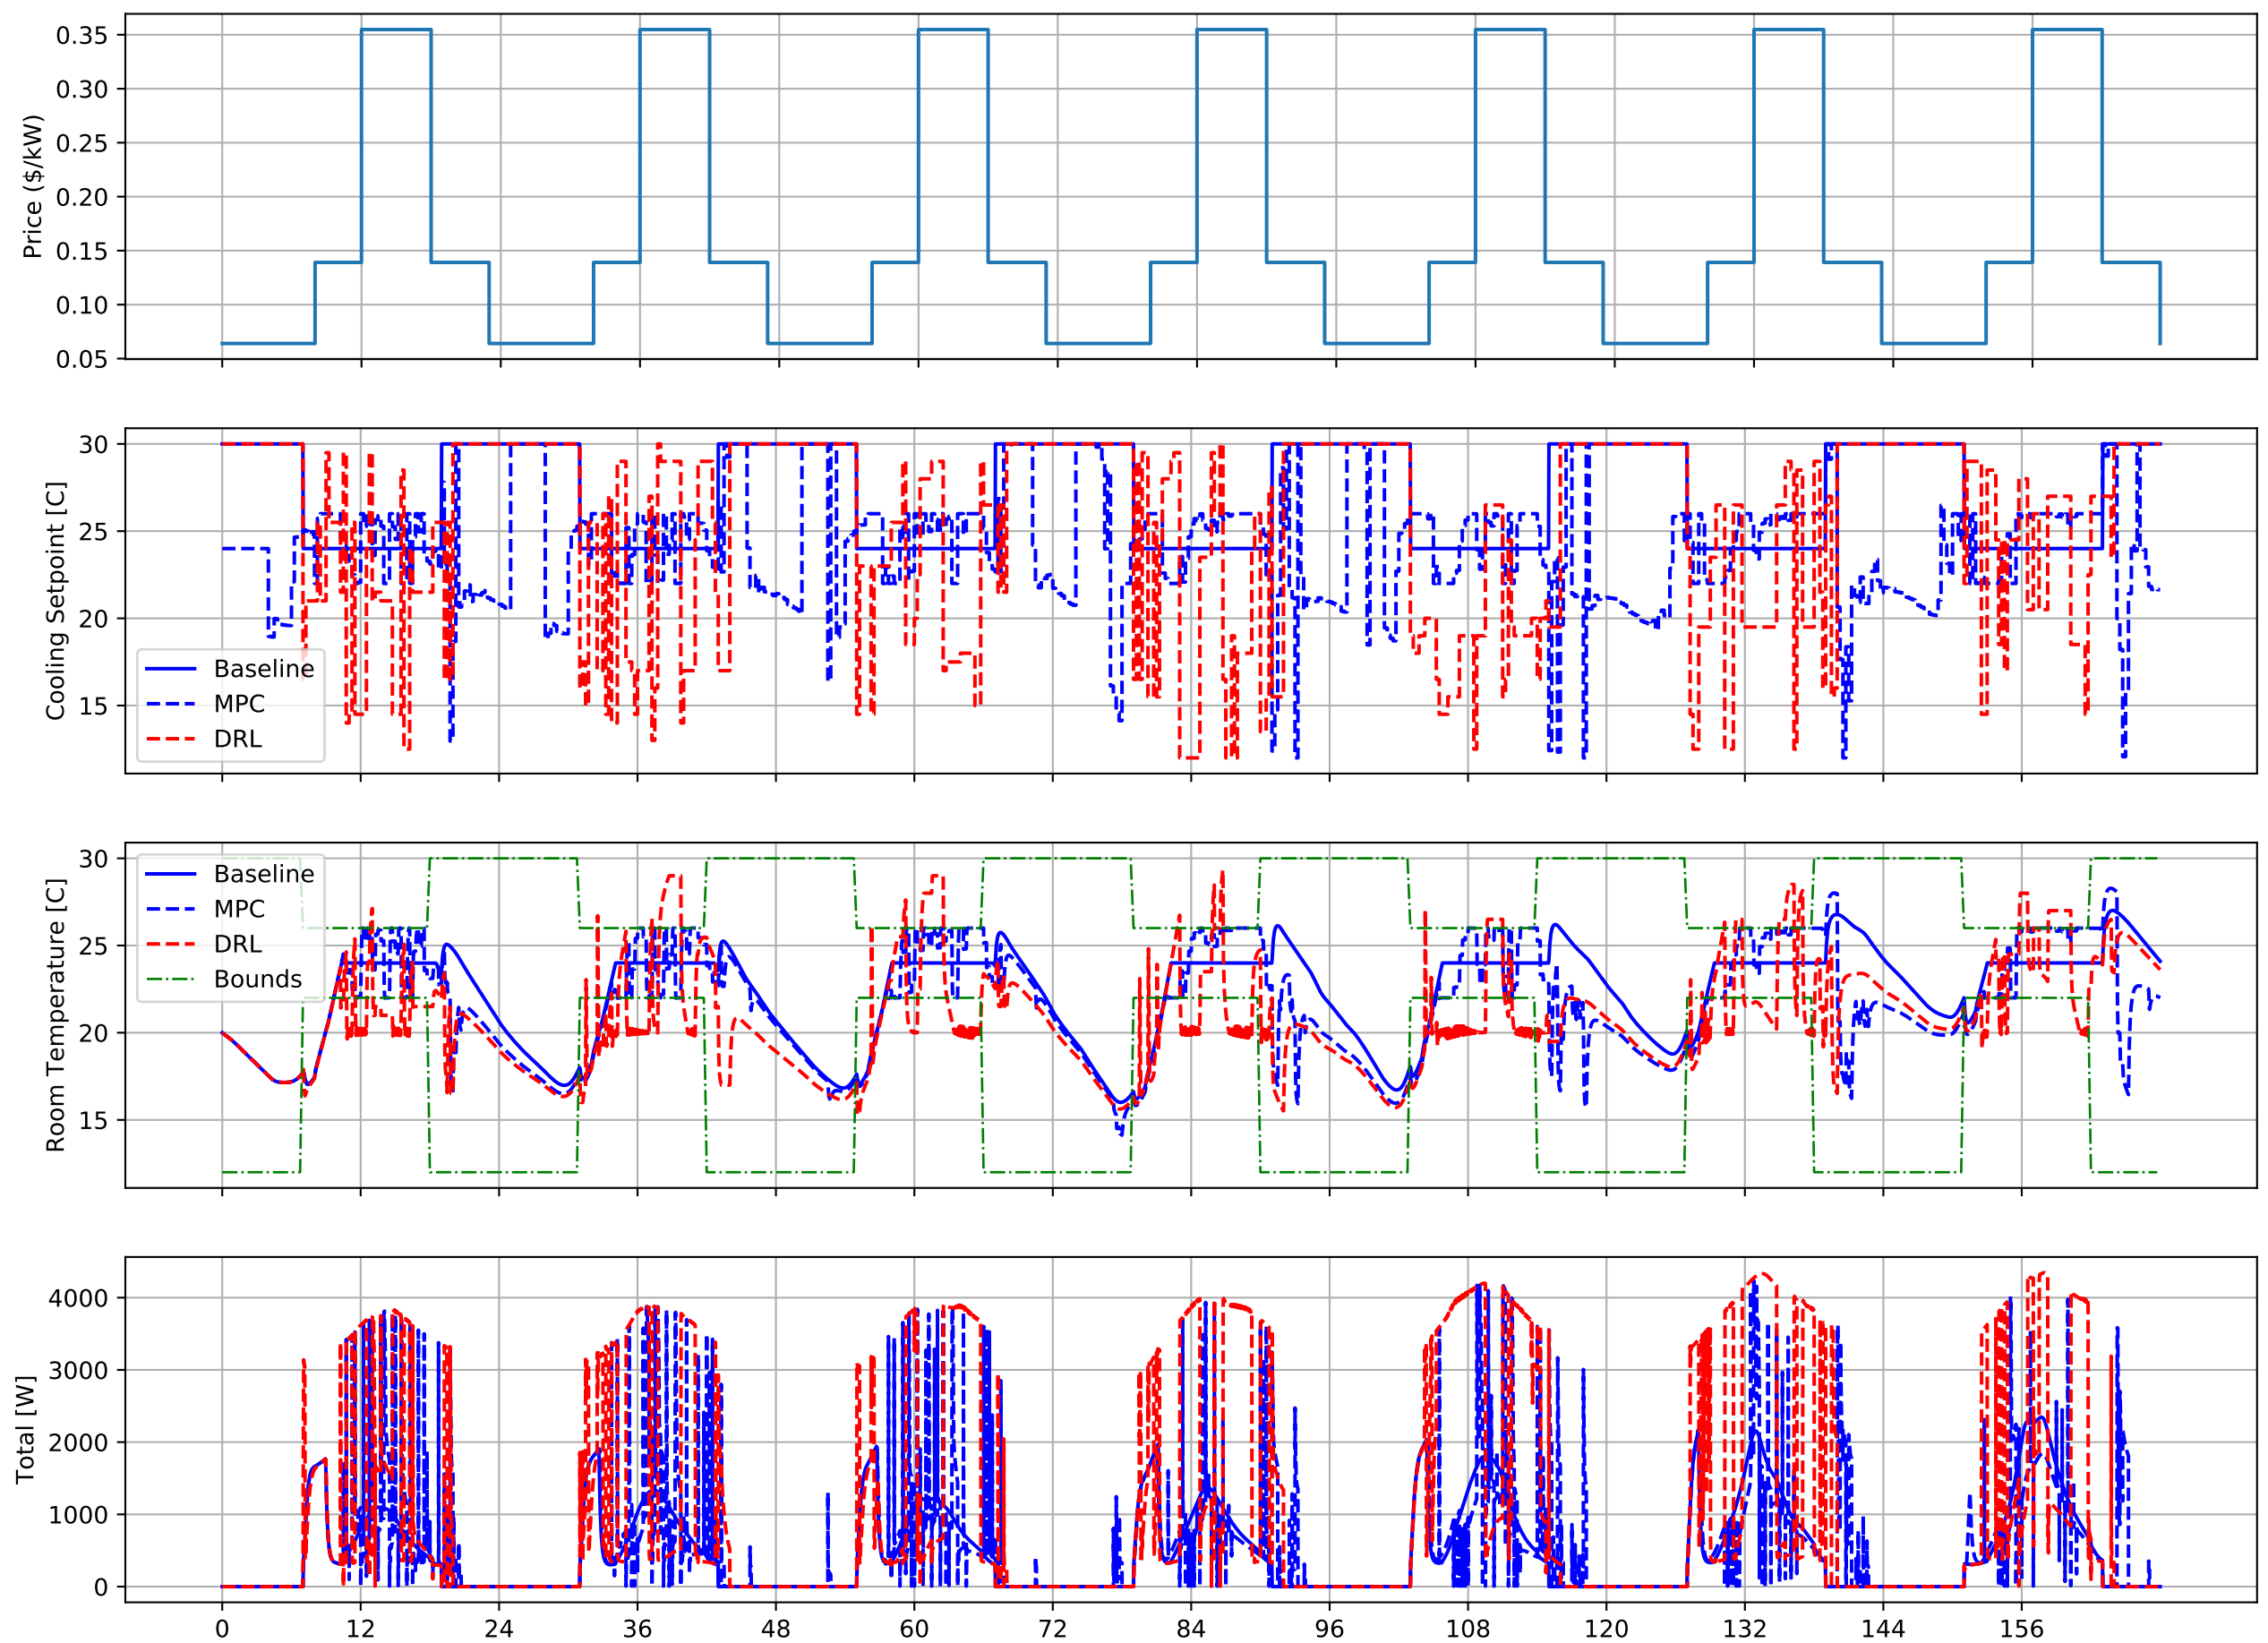 Price ($/kW)
0.35
0.30
0.25
0.20
0.15
0.10
0.05
Cooling Setpoint [C]
30
25
20
15
Baseline
MPC
DRL
Room Temperature [C]
30
25
20
15
Baseline
MPC
DRL
Bounds
Total [W]
4000
3000
2000
1000
0
0 12 24 36 48 60 72 84 96 108 120 132 144 156